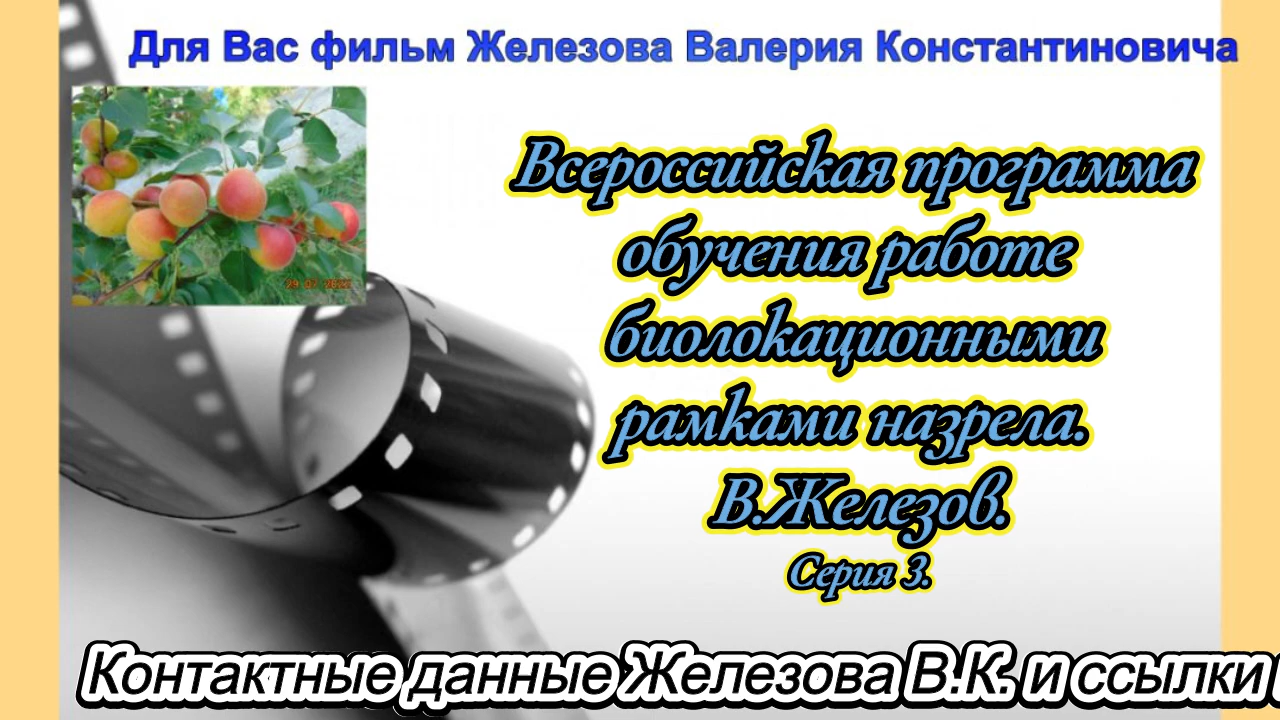 Для Вас фильм Железова Валерия Константиновича
Всероссийская программа
обучения работе
биолокационными
рамками назрела.
В.Железов.
Серия 3.
Контактные данные Железова В.К. и ссылки